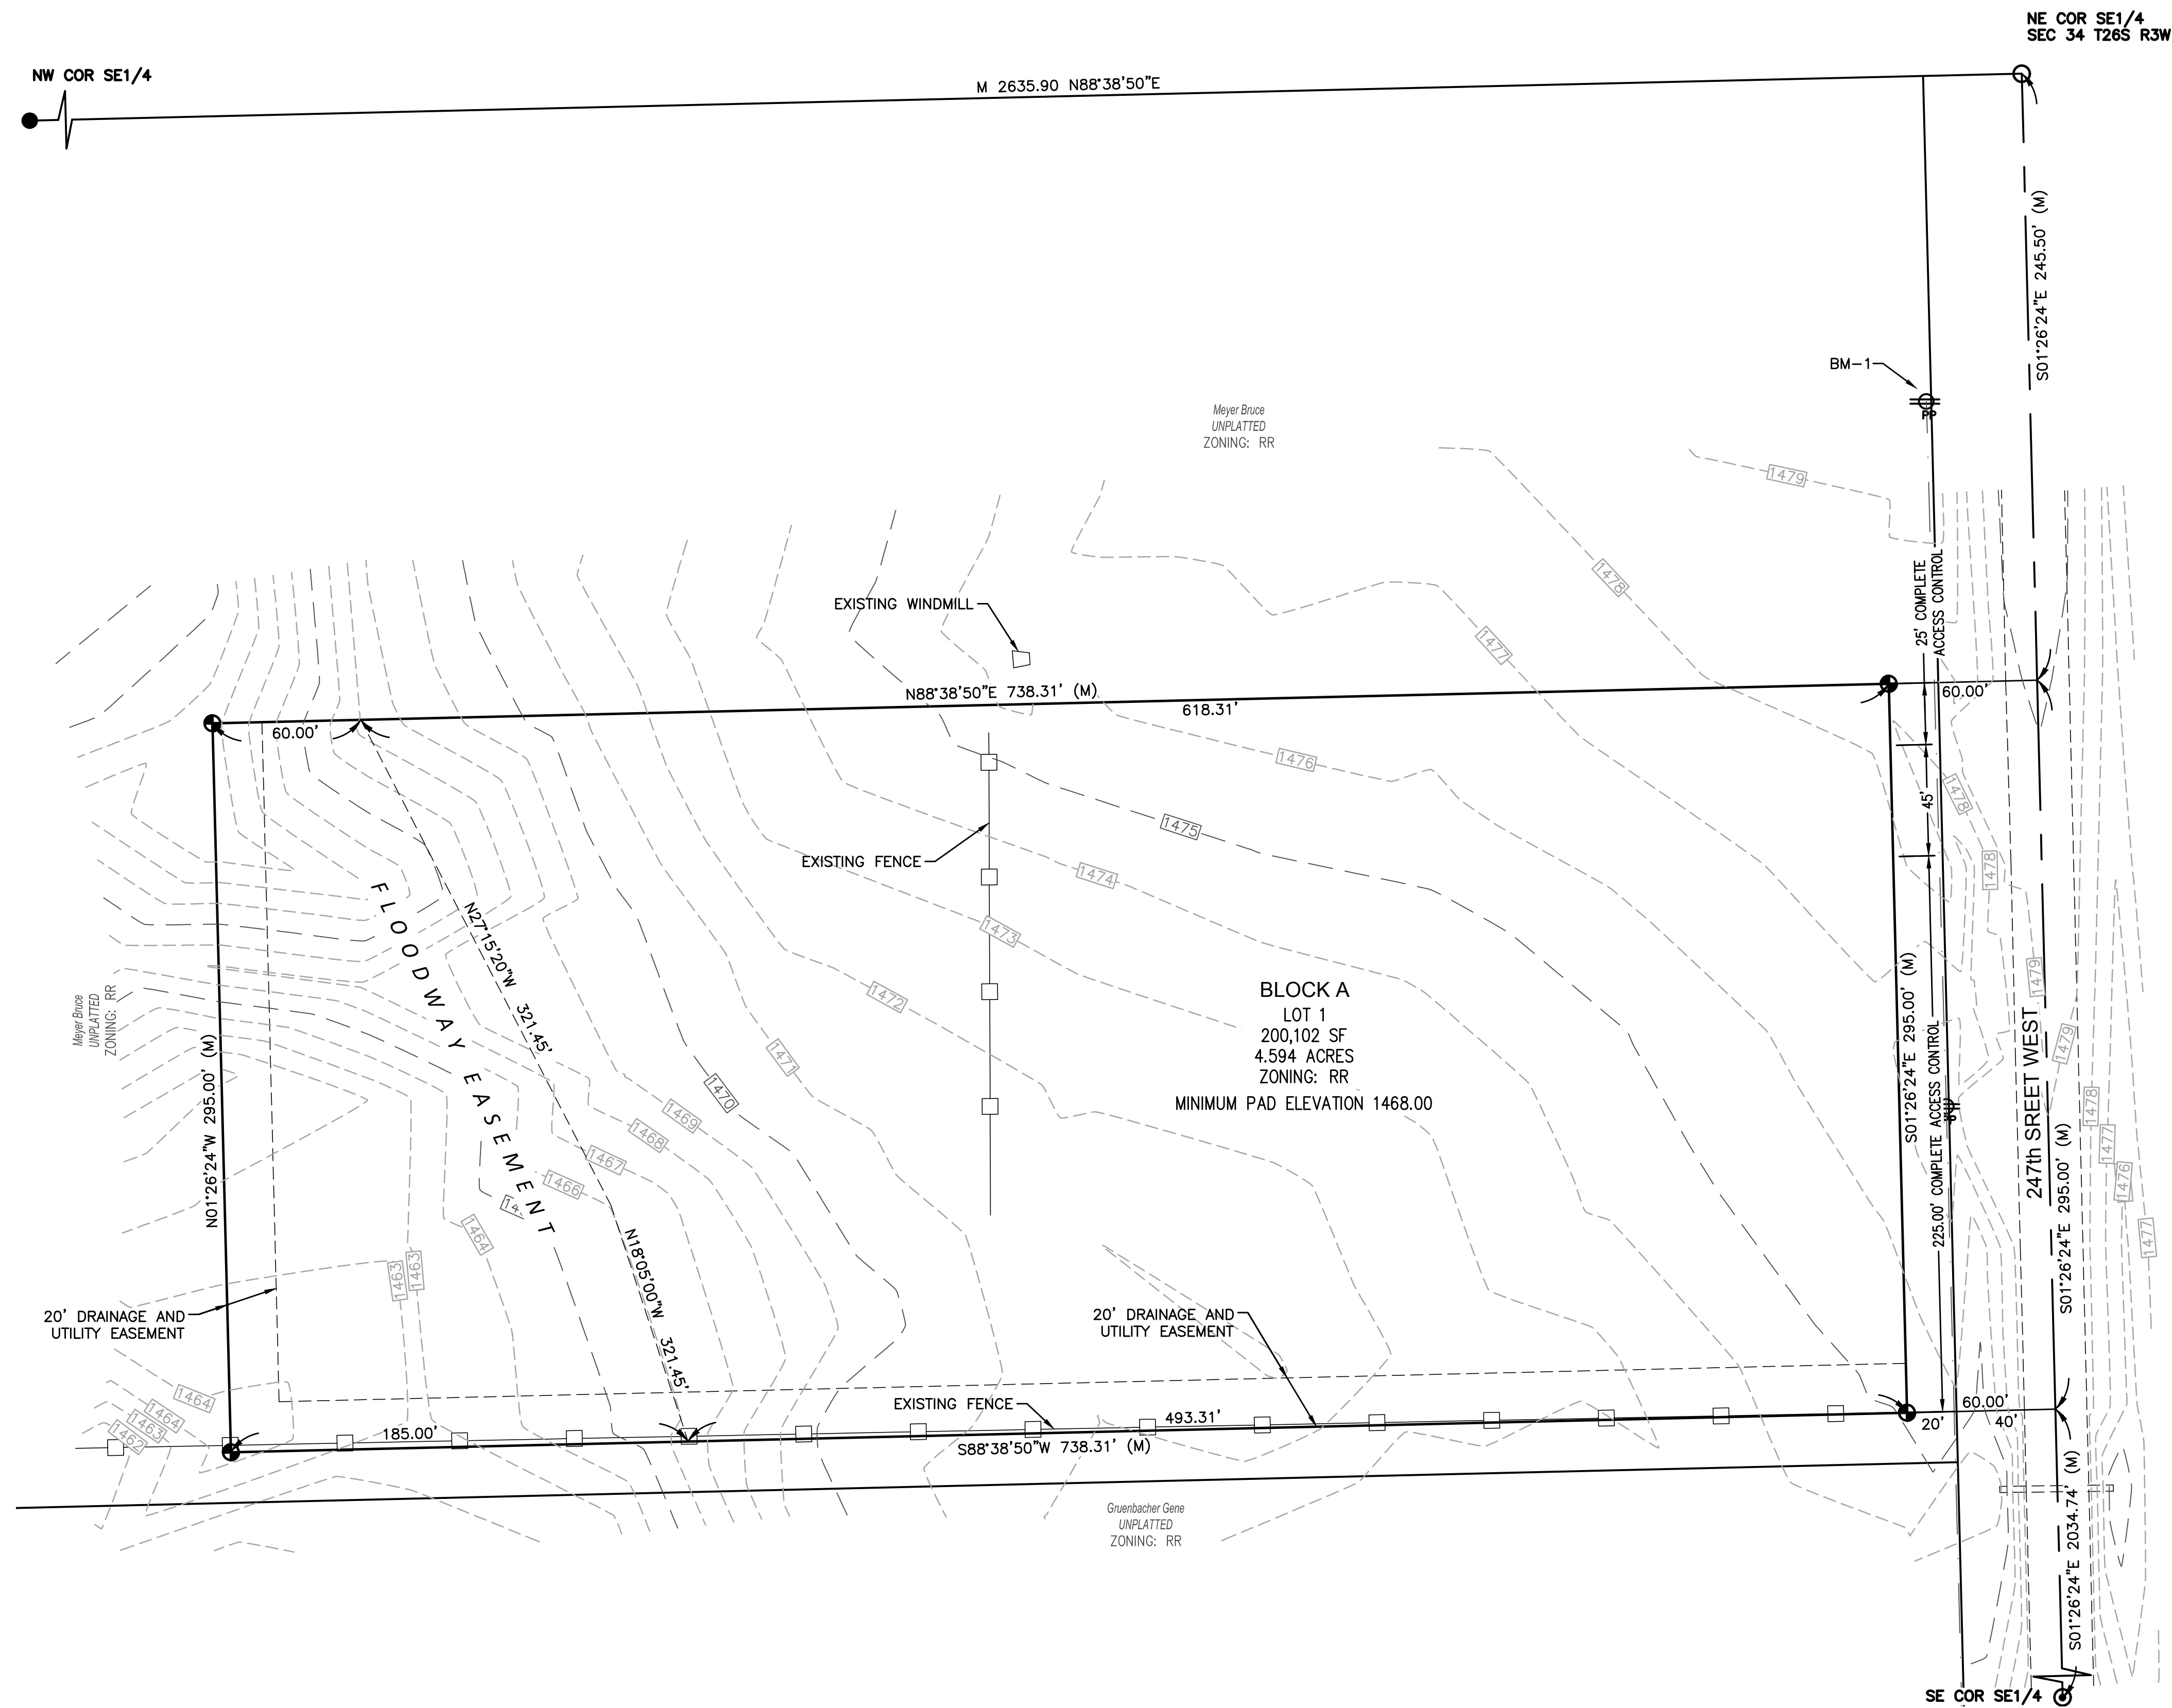 NE COR SE1/4
SEC 34 T26S R3W
NW COR SE1/4
M 2635.90 N88°38'50"E
S01°26'24"E 245.50' (M)
BM-1
PP
Meyer Bruce
UNPLATTED
ZONING: RR
1479
1478
1477
25' COMPLETE
ACCESS CONTROL
EXISTING WINDMILL
N88°38'50"E 738.31' (M)
618.31'
60.00'
60.00'
1476
1478
45'
1475
EXISTING FENCE
1474
1478
1473
FLOODWAY EASEMENT
N27°15'20"W 321.45'
1472
BLOCK A
LOT 1
200,102 SF
4.594 ACRES
ZONING: RR
MINIMUM PAD ELEVATION 1468.00
S01°26'24"E 295.00' (M)
225.00' COMPLETE ACCESS CONTROL
1479
247th SREET WEST
1479
Meyer Bruce
UNPLATTED
ZONING: RR
N01°26'24"W 295.00' (M)
1471
1470
1469
1468
1467
1466
1464
1463
1463
1478
1477
1476
1477
S01°26'24"E 295.00' (M)
N18°05'00"W 321.45'
20' DRAINAGE AND
UTILITY EASEMENT
20' DRAINAGE AND
UTILITY EASEMENT
1464
1464
1463
1462
EXISTING FENCE
185.00'
493.31'
S88°38'50"W 738.31' (M)
60.00'
20'
40'
Gruenbacher Gene
UNPLATTED
ZONING: RR
S01°26'24"E 2034.74' (M)
SE COR SE1/4